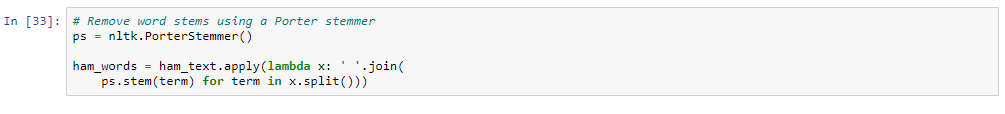 In [33]: # Remove word stems using a Porter stemmer
ps = nltk.PorterStemmer()
ham_words = ham_text.apply(lambda x: ' '.join(
ps.stem(term) for term in x.split()))